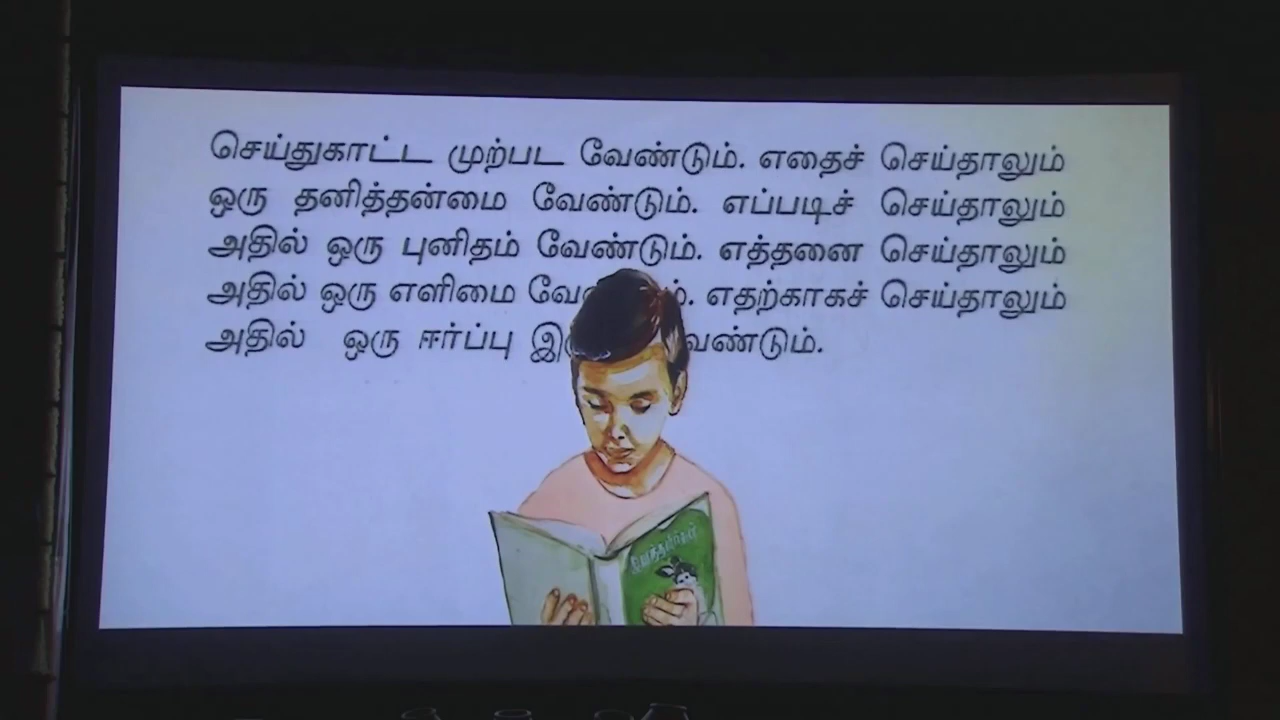 செய்துகாட்ட முற்பட வேண்டும். எதைச் செய்தாலும்
ஒரு தனித்தன்மை வேண்டும். எப்படிச் செய்தாலும்
அதில் ஒரு புனிதம் வேண்டும். எத்தனை செய்தாலும்
அதில் ஒரு எளிமை எதற்காகச் செய்தாலும்
அதில் ஒரு ஈர்ப்பு